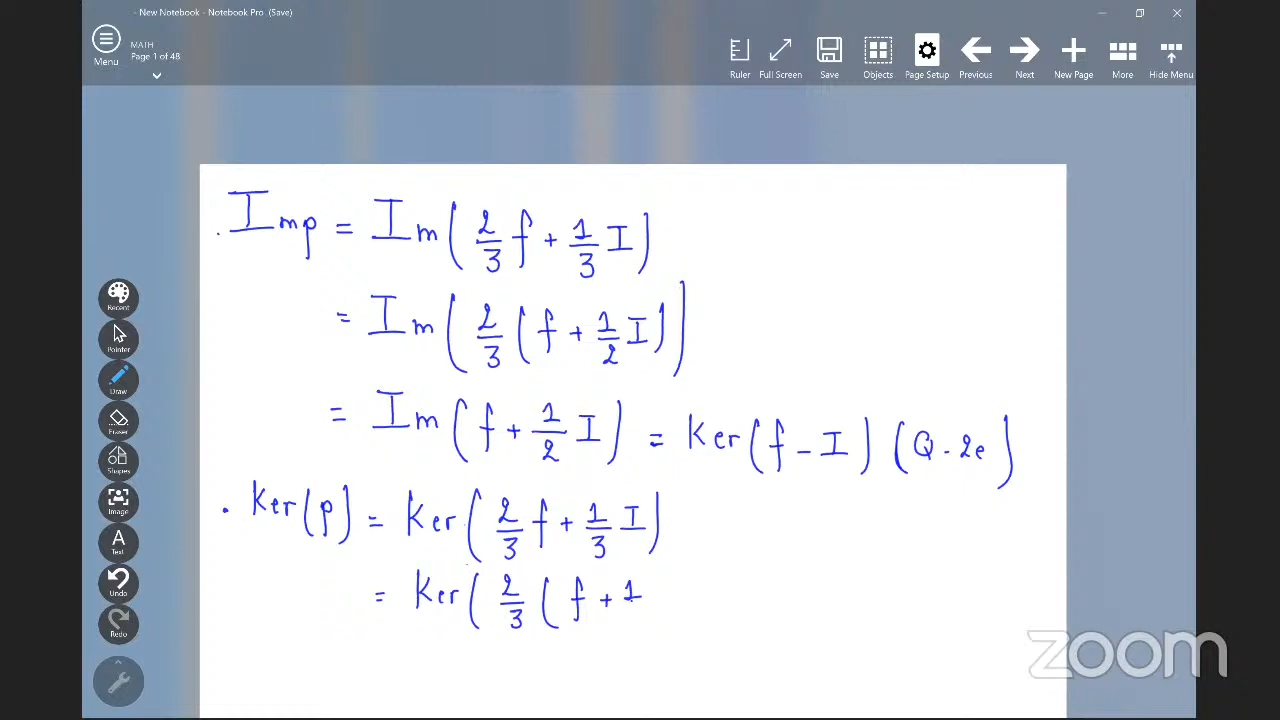 - New Notebook - Notebook Pro (Save)
Menu
MATH
Page 1 of 48
Ruler
Full Screen
Save
Objects
Page Setup
Previous
Next
New Page
More
Hide Menu
Recent
Pointer
Draw
Eraser
Shapes
Image
A
Text
Undo
Redo
. Imp = Im(2/3 f + 1/3 I)
= Im(2/3 (f + 1/2 I))
= Im(f + 1/2 I) = Ker(f - I) (Q - 2e)
. Ker(p) = Ker(2/3 f + 1/3 I)
= Ker(2/3 (f + 1
zoom